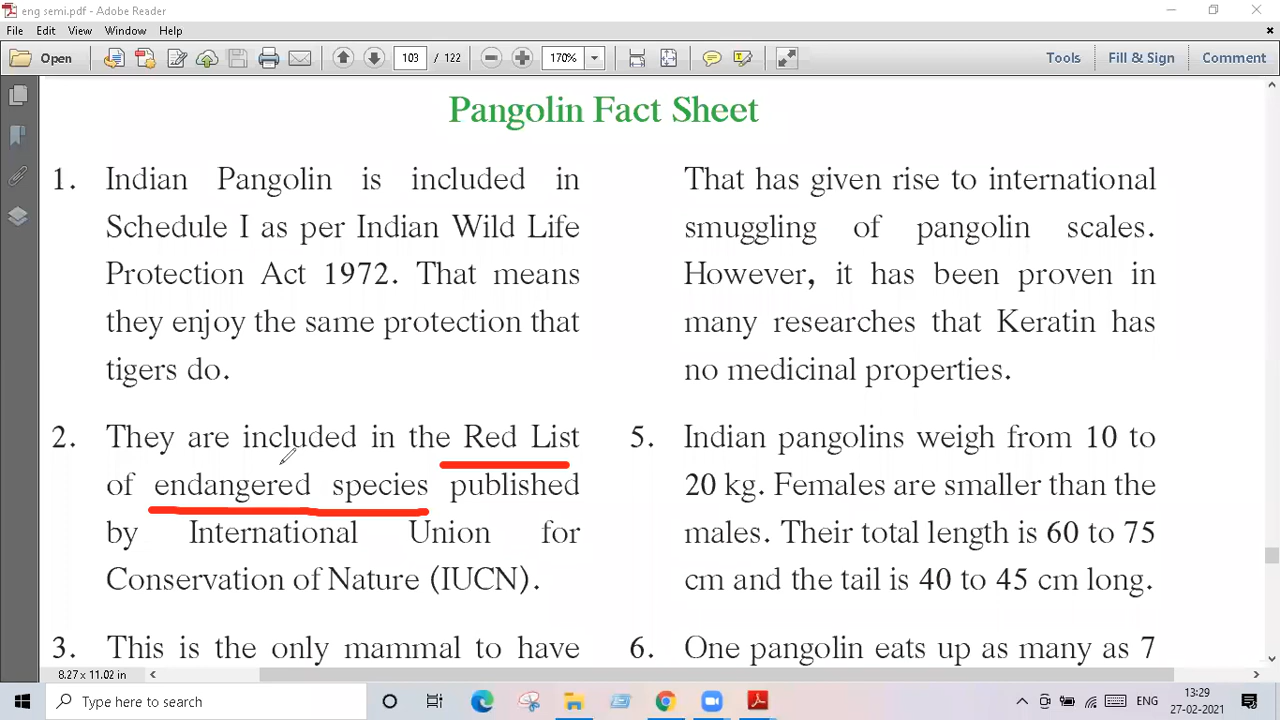 eng semi.pdf - Adobe Reader
File Edit View Window Help
Open 103 / 122 170% Tools Fill & Sign Comment
Pangolin Fact Sheet
1. Indian Pangolin is included in
Schedule I as per Indian Wild Life
Protection Act 1972. That means
they enjoy the same protection that
tigers do.
2. They are included in the Red List
of endangered species published
by International Union for
Conservation of Nature (IUCN).
3. This is the only mammal to have
That has given rise to international
smuggling of pangolin scales.
However, it has been proven in
many researches that Keratin has
no medicinal properties.
5. Indian pangolins weigh from 10 to
20 kg. Females are smaller than the
males. Their total length is 60 to 75
cm and the tail is 40 to 45 cm long.
6. One pangolin eats up as many as 7
8.27 x 11.02 in
Type here to search
ENG
13:29
27-02-2021